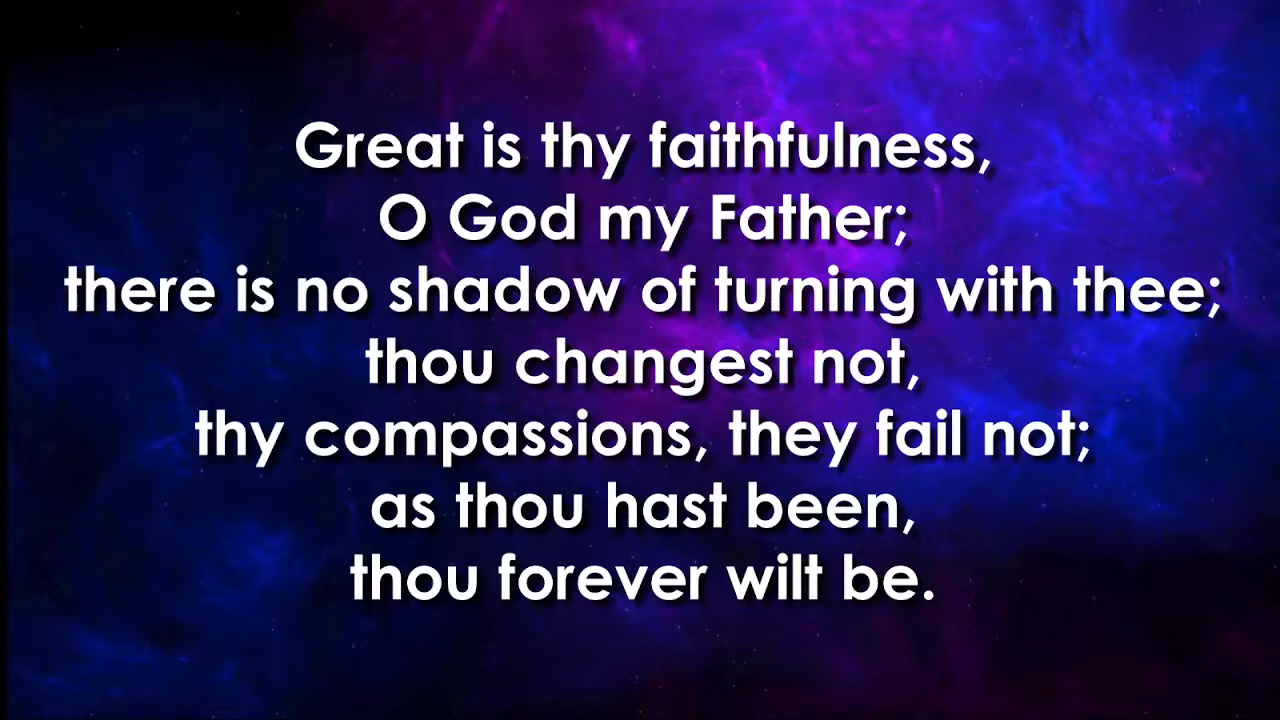 Great is thy faithfulness,
O God my Father;
there is no shadow of turning with thee;
thou changest not,
thy compassions, they fail not;
as thou hast been,
thou forever wilt be.